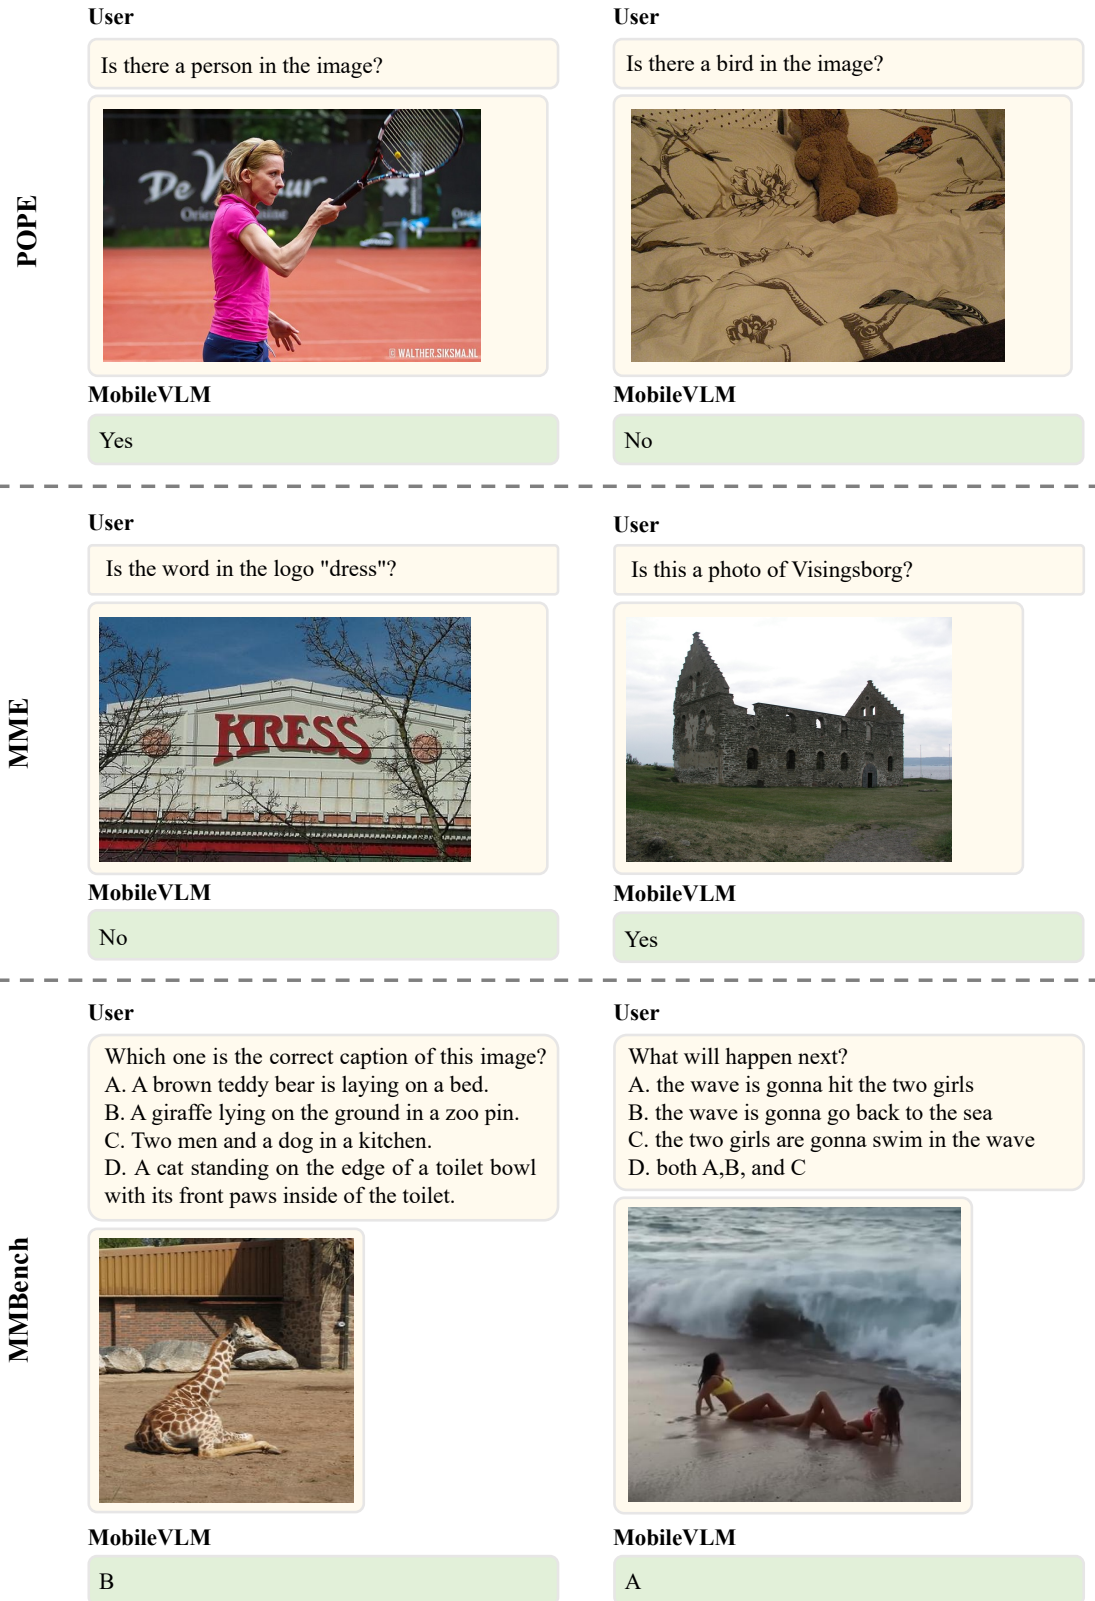 User
Is there a person in the image?
De
© WALTHER.SIKSMA.NL
MobileVLM
Yes
User
Is there a bird in the image?
MobileVLM
No
POPE
User
Is the word in the logo "dress"?
KRESS
MobileVLM
No
User
Is this a photo of Visingsborg?
MobileVLM
Yes
MME
User
Which one is the correct caption of this image?
A. A brown teddy bear is laying on a bed.
B. A giraffe lying on the ground in a zoo pin.
C. Two men and a dog in a kitchen.
D. A cat standing on the edge of a toilet bowl
with its front paws inside of the toilet.
MobileVLM
B
User
What will happen next?
A. the wave is gonna hit the two girls
B. the wave is gonna go back to the sea
C. the two girls are gonna swim in the wave
D. both A,B, and C
MobileVLM
A
MMBench